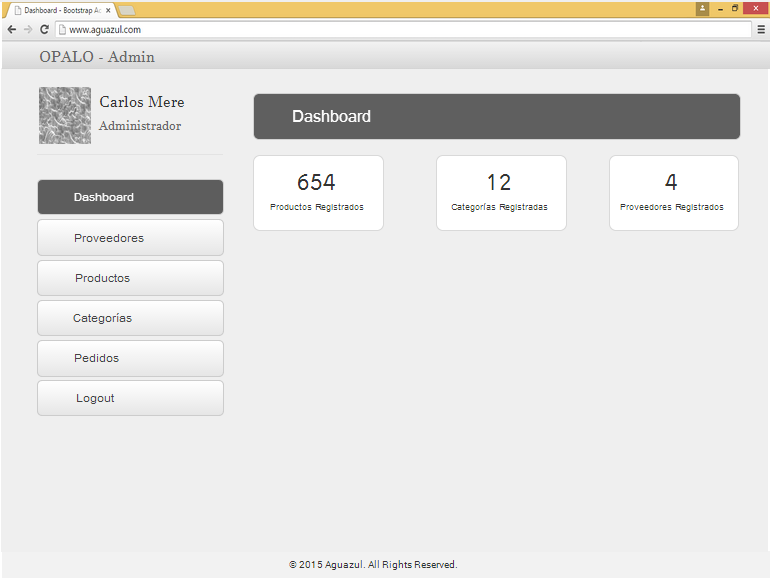 Dashboard - Bootstrap Ac
www.aguazul.com
OPALO - Admin
Carlos Mere
Administrador
Dashboard
Proveedores
Productos
Categorías
Pedidos
Logout
Dashboard
654
Productos Registrados
12
Categorías Registradas
4
Proveedores Registrados
© 2015 Aguazul. All Rights Reserved.